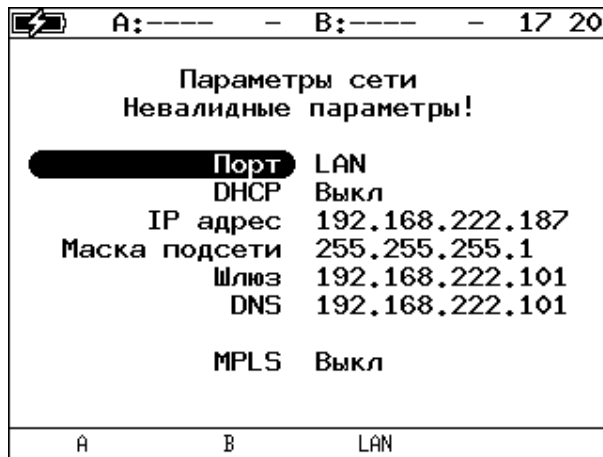 A:---- - B:---- - 17 20
Параметры сети
Невалидные параметры!
Порт LAN
DHCP Выкл
IP адрес 192.168.222.187
Маска подсети 255.255.255.1
Шлюз 192.168.222.101
DNS 192.168.222.101
MPLS Выкл
A B LAN